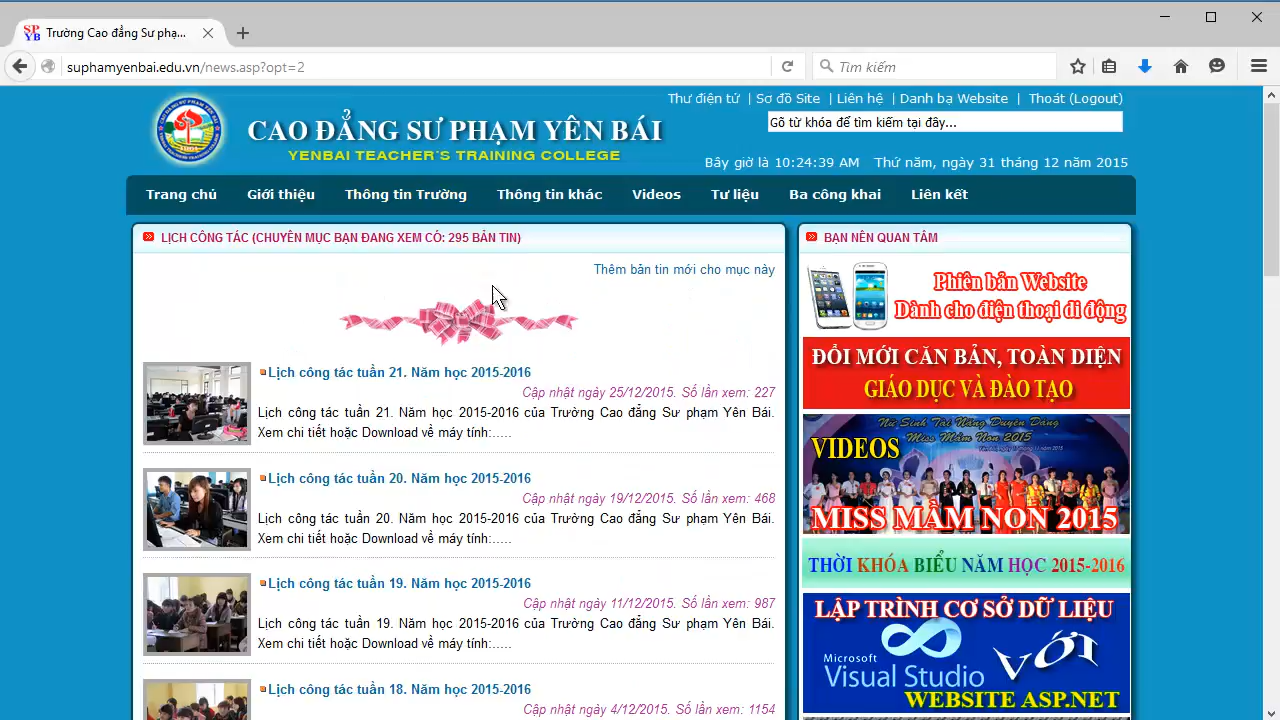 Trường Cao đẳng Sư phạ...
suphamyenbai.edu.vn/news.asp?opt=2
Tìm kiếm
Thư điện tử | Sơ đồ Site | Liên hệ | Danh bạ Website | Thoát (Logout)
CAO ĐẲNG SƯ PHẠM YÊN BÁI
YENBAI TEACHER'S TRAINING COLLEGE
Gõ từ khóa để tìm kiếm tại đây...
Bây giờ là 10:24:39 AM Thứ năm, ngày 31 tháng 12 năm 2015
Trang chủ Giới thiệu Thông tin Trường Thông tin khác Videos Tư liệu Ba công khai Liên kết
LỊCH CÔNG TÁC (CHUYÊN MỤC BẠN ĐANG XEM CÓ: 295 BẢN TIN)
Thêm bản tin mới cho mục này
Lịch công tác tuần 21. Năm học 2015-2016
Cập nhật ngày 25/12/2015. Số lần xem: 227
Lịch công tác tuần 21. Năm học 2015-2016 của Trường Cao đẳng Sư phạm Yên Bái.
Xem chi tiết hoặc Download về máy tính:.....
Lịch công tác tuần 20. Năm học 2015-2016
Cập nhật ngày 19/12/2015. Số lần xem: 468
Lịch công tác tuần 20. Năm học 2015-2016 của Trường Cao đẳng Sư phạm Yên Bái.
Xem chi tiết hoặc Download về máy tính:.....
Lịch công tác tuần 19. Năm học 2015-2016
Cập nhật ngày 11/12/2015. Số lần xem: 987
Lịch công tác tuần 19. Năm học 2015-2016 của Trường Cao đẳng Sư phạm Yên Bái.
Xem chi tiết hoặc Download về máy tính:.....
Lịch công tác tuần 18. Năm học 2015-2016
Cập nhật ngày 4/12/2015. Số lần xem: 1154
BẠN NÊN QUAN TÂM
Phiên bản Website
Dành cho điện thoại di động
ĐỔI MỚI CĂN BẢN, TOÀN DIỆN
GIÁO DỤC VÀ ĐÀO TẠO
Nữ Sinh Tài Năng Duyên Dáng
Miss Mầm Non 2015
VIDEOS
MISS MẦM NON 2015
THỜI KHÓA BIỂU NĂM HỌC 2015-2016
LẬP TRÌNH CƠ SỞ DỮ LIỆU
Microsoft
Visual Studio
VỚI
WEBSITE ASP.NET